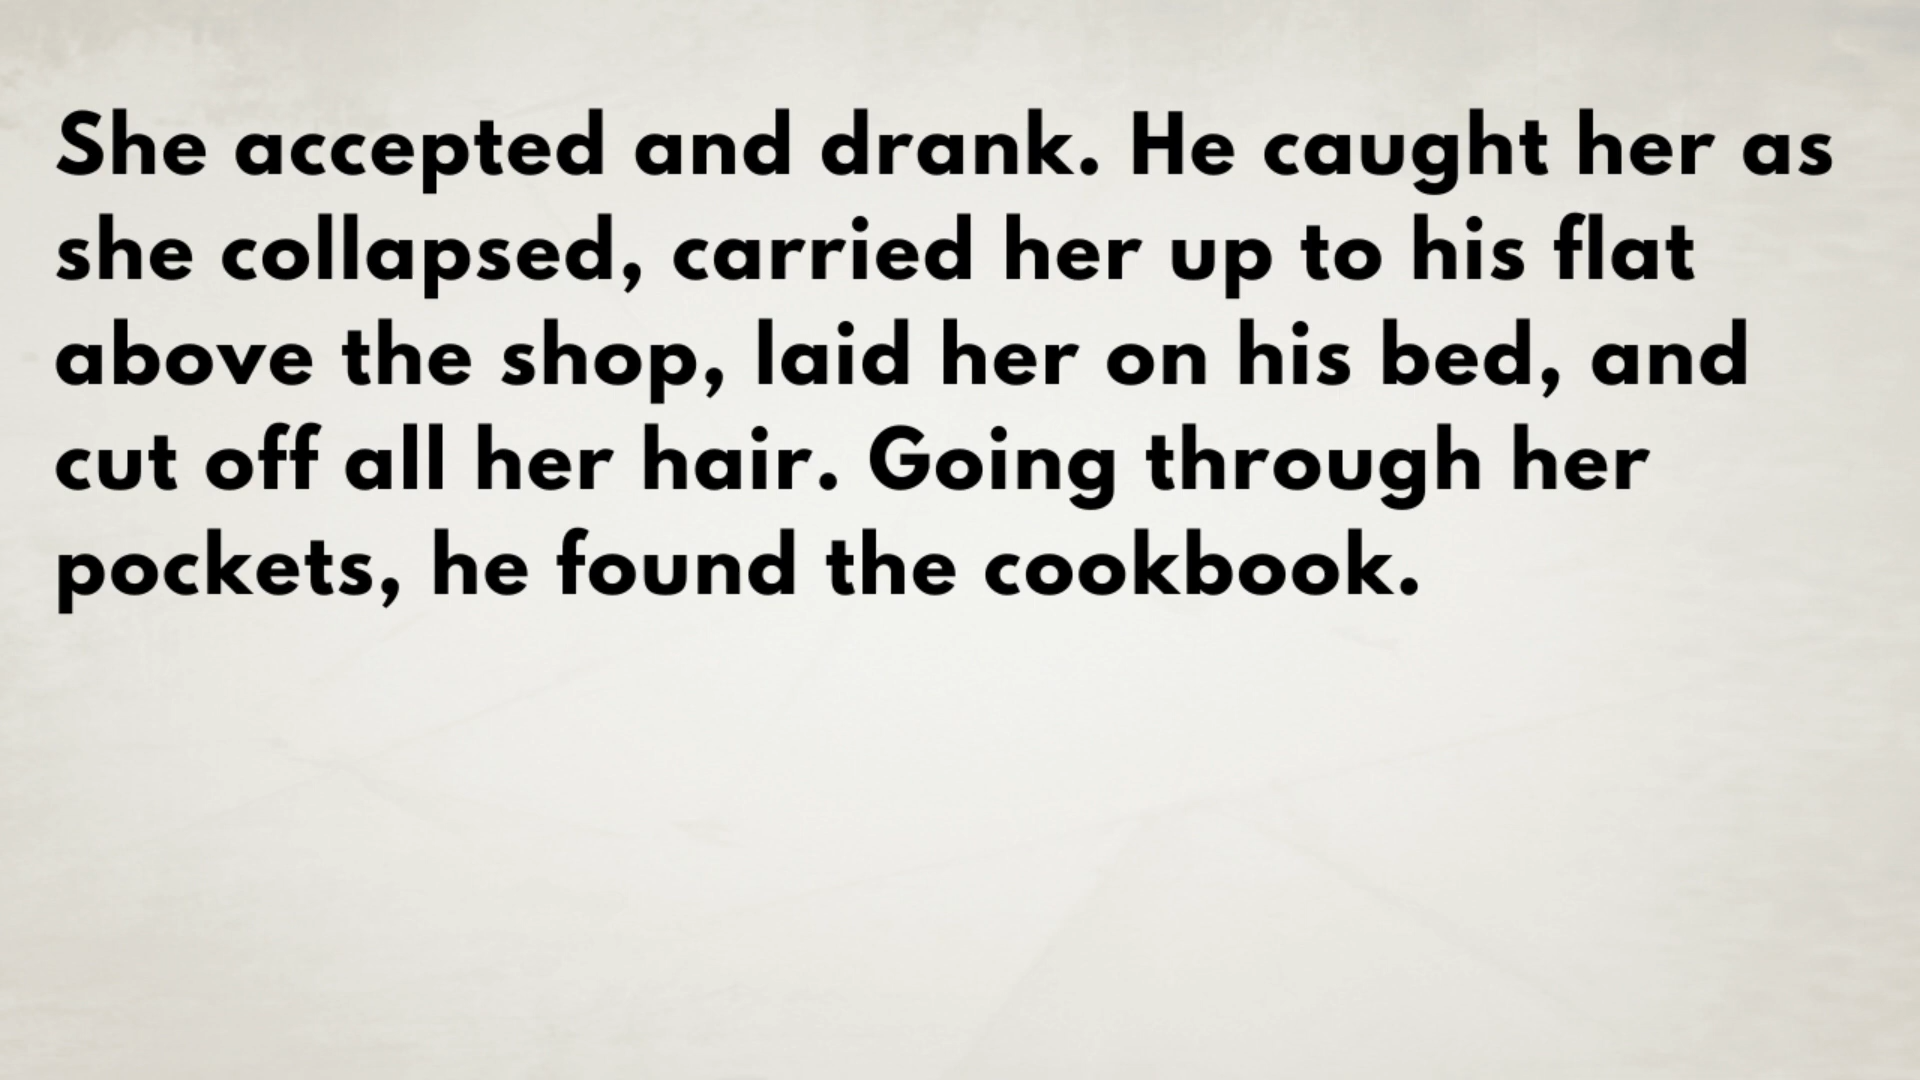 She accepted and drank. He caught her as
she collapsed, carried her up to his flat
above the shop, laid her on his bed, and
cut off all her hair. Going through her
pockets, he found the cookbook.